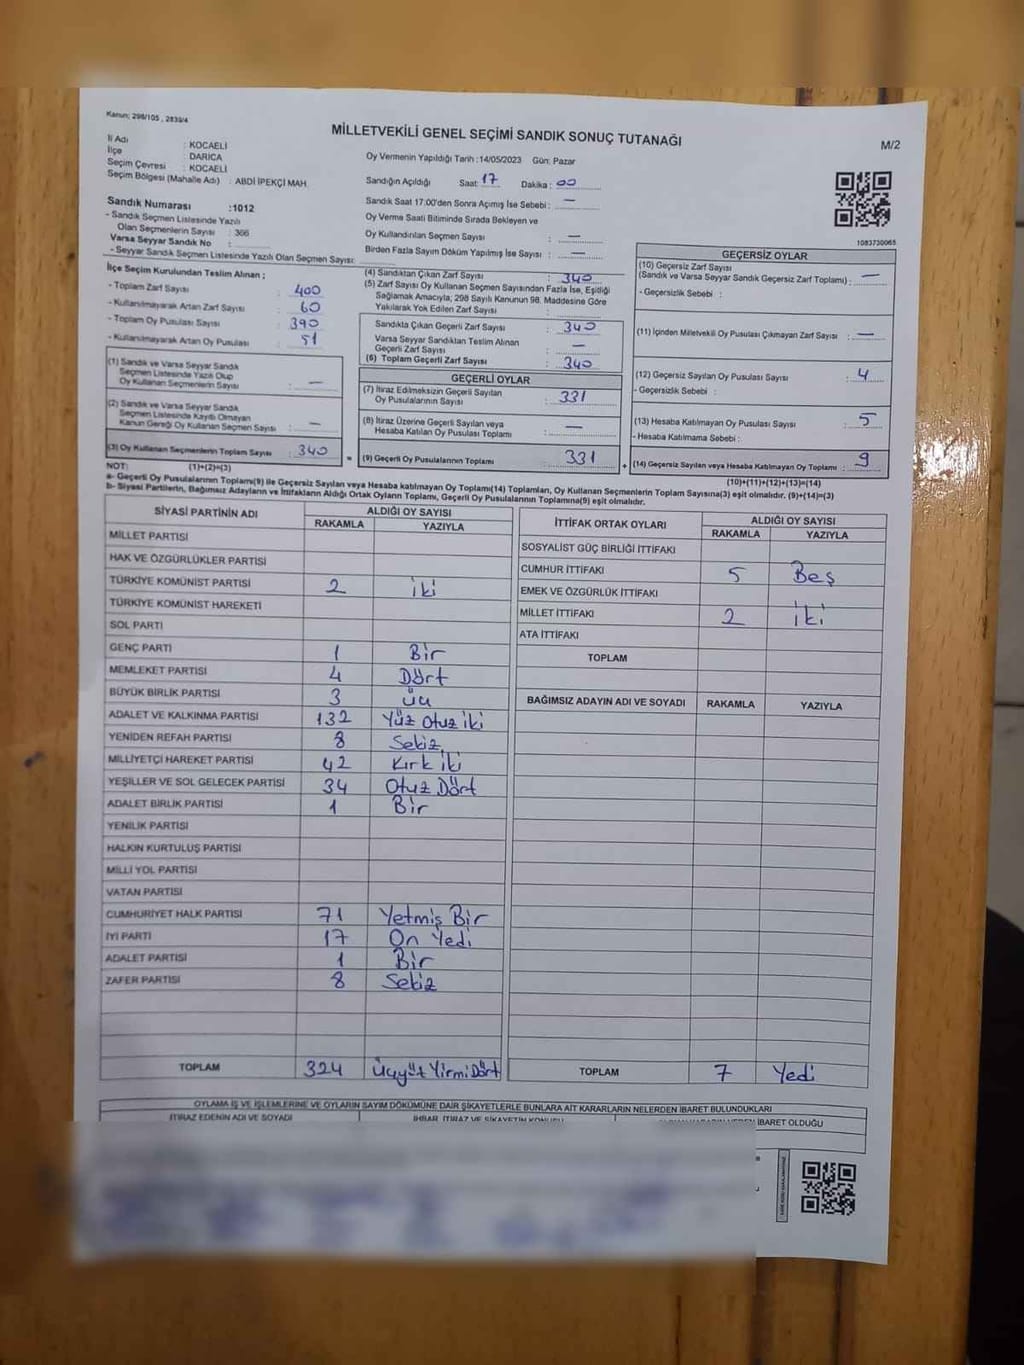 Kanun; 298/105 , 2839/4
MİLLETVEKİLİ GENEL SEÇİMİ SANDIK SONUÇ TUTANAĞI
M/2
İl Adı : KOCAELİ
İlçe : DARICA
Seçim Çevresi : KOCAELİ
Seçim Bölgesi (Mahalle Adı) : ABDİ İPEKÇİ MAH.
Oy Vermenin Yapıldığı Tarih :14/05/2023 Gün: Pazar
Sandığın Açıldığı Saat: 17 Dakika : 00
Sandık Numarası :1012
- Sandık Seçmen Listesinde Yazılı
Olan Seçmenlerin Sayısı : 366
Varsa Seyyar Sandık No :
- Seyyar Sandık Seçmen Listesinde Yazılı Olan Seçmen Sayısı:
Sandık Saat 17.00'den Sonra Açımış İse Sebebi : —
Oy Verme Saati Bitiminde Sırada Bekleyen ve
Oy Kullandırılan Seçmen Sayısı : —
Birden Fazla Sayım Döküm Yapılmış İse Sayısı : —
1083730065
İlçe Seçim Kurulundan Teslim Alınan ;
- Toplam Zarf Sayısı : 400
- Kullanılmayarak Artan Zarf Sayısı : 60
- Toplam Oy Pusulası Sayısı : 390
- Kullanılmayarak Artan Oy Pusulası : 51
(1) Sandık ve Varsa Seyyar Sandık
Seçmen Listesinde Yazılı Olup
Oy Kullanan Seçmenlerin Sayısı : —
(2) Sandık ve Varsa Seyyar Sandık
Seçmen Listesinde Kayıtlı Olmayan
Kanun Gereği Oy Kullanan Seçmen Sayısı : —
(3) Oy Kullanan Seçmenlerin Toplam Sayısı : 340
(4) Sandıktan Çıkan Zarf Sayısı : 340
(5) Zarf Sayısı Oy Kullanan Seçmen Sayısından Fazla İse, Eşitliği
Sağlamak Amacıyla; 298 Sayılı Kanunun 98. Maddesine Göre
Yakılarak Yok Edilen Zarf Sayısı :
Sandıkta Çıkan Geçerli Zarf Sayısı : 340
Varsa Seyyar Sandıktan Teslim Alınan
Geçerli Zarf Sayısı : —
(6) Toplam Geçerli Zarf Sayısı : 340
GEÇERLİ OYLAR
(7) İtiraz Edilmeksizin Geçerli Sayılan
Oy Pusulalarının Sayısı : 331
(8) İtiraz Üzerine Geçerli Sayılan veya
Hesaba Katılan Oy Pusulası Toplamı : —
(9) Geçerli Oy Pusulalarının Toplamı : 331
GEÇERSİZ OYLAR
(10) Geçersiz Zarf Sayısı
(Sandık ve Varsa Seyyar Sandık Geçersiz Zarf Toplamı) : —
- Geçersizlik Sebebi :
(11) İçinden Milletvekili Oy Pusulası Çıkmayan Zarf Sayısı : —
(12) Geçersiz Sayılan Oy Pusulası Sayısı : 4
- Geçersizlik Sebebi :
(13) Hesaba Katılmayan Oy Pusulası Sayısı : 5
- Hesaba Katılmama Sebebi :
(14) Geçersiz Sayılan veya Hesaba Katılmayan Oy Toplamı : 9
NOT: (1)+(2)=(3)
(10)+(11)+(12)+(13)=(14)
a- Geçerli Oy Pusulalarının Toplamı(9) ile Geçersiz Sayılan veya Hesaba katılmayan Oy Toplamı(14) Toplamları, Oy Kullanan Seçmenlerin Toplam Sayısına(3) eşit olmalıdır. (9)+(14)=(3)
b- Siyasi Partilerin, Bağımsız Adayların ve İttifakların Aldığı Ortak Oyların Toplamı, Geçerli Oy Pusulalarının Toplamına(9) eşit olmalıdır.
SİYASİ PARTİNİN ADI ALDIĞI OY SAYISI
RAKAMLA YAZIYLA
MİLLET PARTİSİ
HAK VE ÖZGÜRLÜKLER PARTİSİ
TÜRKİYE KOMÜNİST PARTİSİ 2 iki
TÜRKİYE KOMÜNİST HAREKETİ
SOL PARTİ
GENÇ PARTİ 1 Bir
MEMLEKET PARTİSİ 4 Dört
BÜYÜK BİRLİK PARTİSİ 3 üç
ADALET VE KALKINMA PARTİSİ 132 Yüz otuz iki
YENİDEN REFAH PARTİSİ 8 Sekiz
MİLLİYETÇİ HAREKET PARTİSİ 42 Kırk iki
YEŞİLLER VE SOL GELECEK PARTİSİ 34 Otuz Dört
ADALET BİRLİK PARTİSİ 1 Bir
YENİLİK PARTİSİ
HALKIN KURTULUŞ PARTİSİ
MİLLİ YOL PARTİSİ
VATAN PARTİSİ
CUMHURİYET HALK PARTİSİ 71 Yetmiş Bir
İYİ PARTİ 17 On Yedi
ADALET PARTİSİ 1 Bir
ZAFER PARTİSİ 8 Sekiz
TOPLAM 324 Üçyüz Yirmi Dört
İTTİFAK ORTAK OYLARI ALDIĞI OY SAYISI
RAKAMLA YAZIYLA
SOSYALİST GÜÇ BİRLİĞİ İTTİFAKI
CUMHUR İTTİFAKI 5 Beş
EMEK VE ÖZGÜRLÜK İTTİFAKI
MİLLET İTTİFAKI 2 İki
ATA İTTİFAKI
TOPLAM
BAĞIMSIZ ADAYIN ADI VE SOYADI RAKAMLA YAZIYLA
TOPLAM 7 Yedi
OYLAMA İŞ VE İŞLEMLERİNE VE OYLARIN SAYIM DÖKÜMÜNE DAİR ŞİKAYETLERLE BUNLARA AİT KARARLARIN NELERDEN İBARET BULUNDUKLARI
İTİRAZ EDENİN ADI VE SOYADI İHBAR, İTİRAZ VE ŞİKAYETİN KONUSU İBARET OLDUĞU